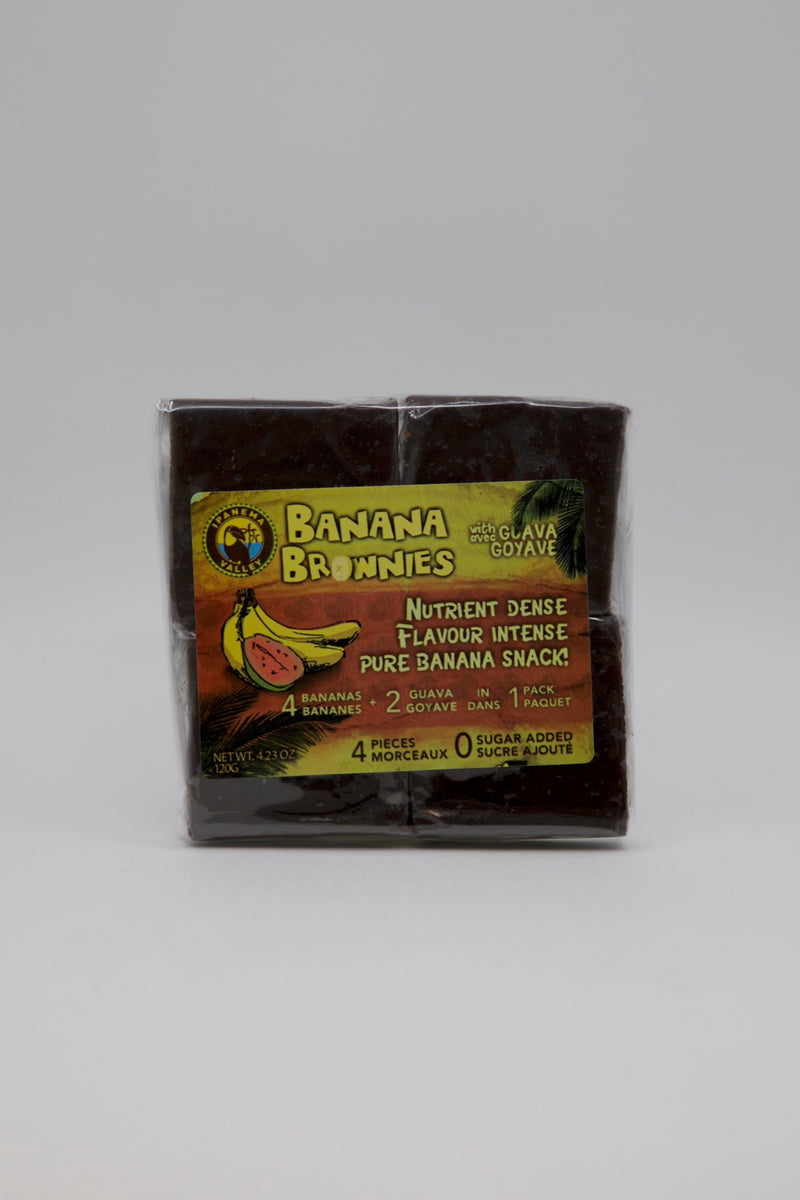 IPANEMA
VALLEY
BANANA
BROWNIES
with
avec
GUAVA
GOYAVE
NUTRIENT DENSE
FLAVOUR INTENSE
PURE BANANA SNACK!
4 BANANAS
BANANES
+ 2 GUAVA
GOYAVE
IN
DANS
1 PACK
PAQUET
4 PIECES
MORCEAUX
0 SUGAR ADDED
SUCRE AJOUTÉ
NET WT. 4.23 OZ
120G